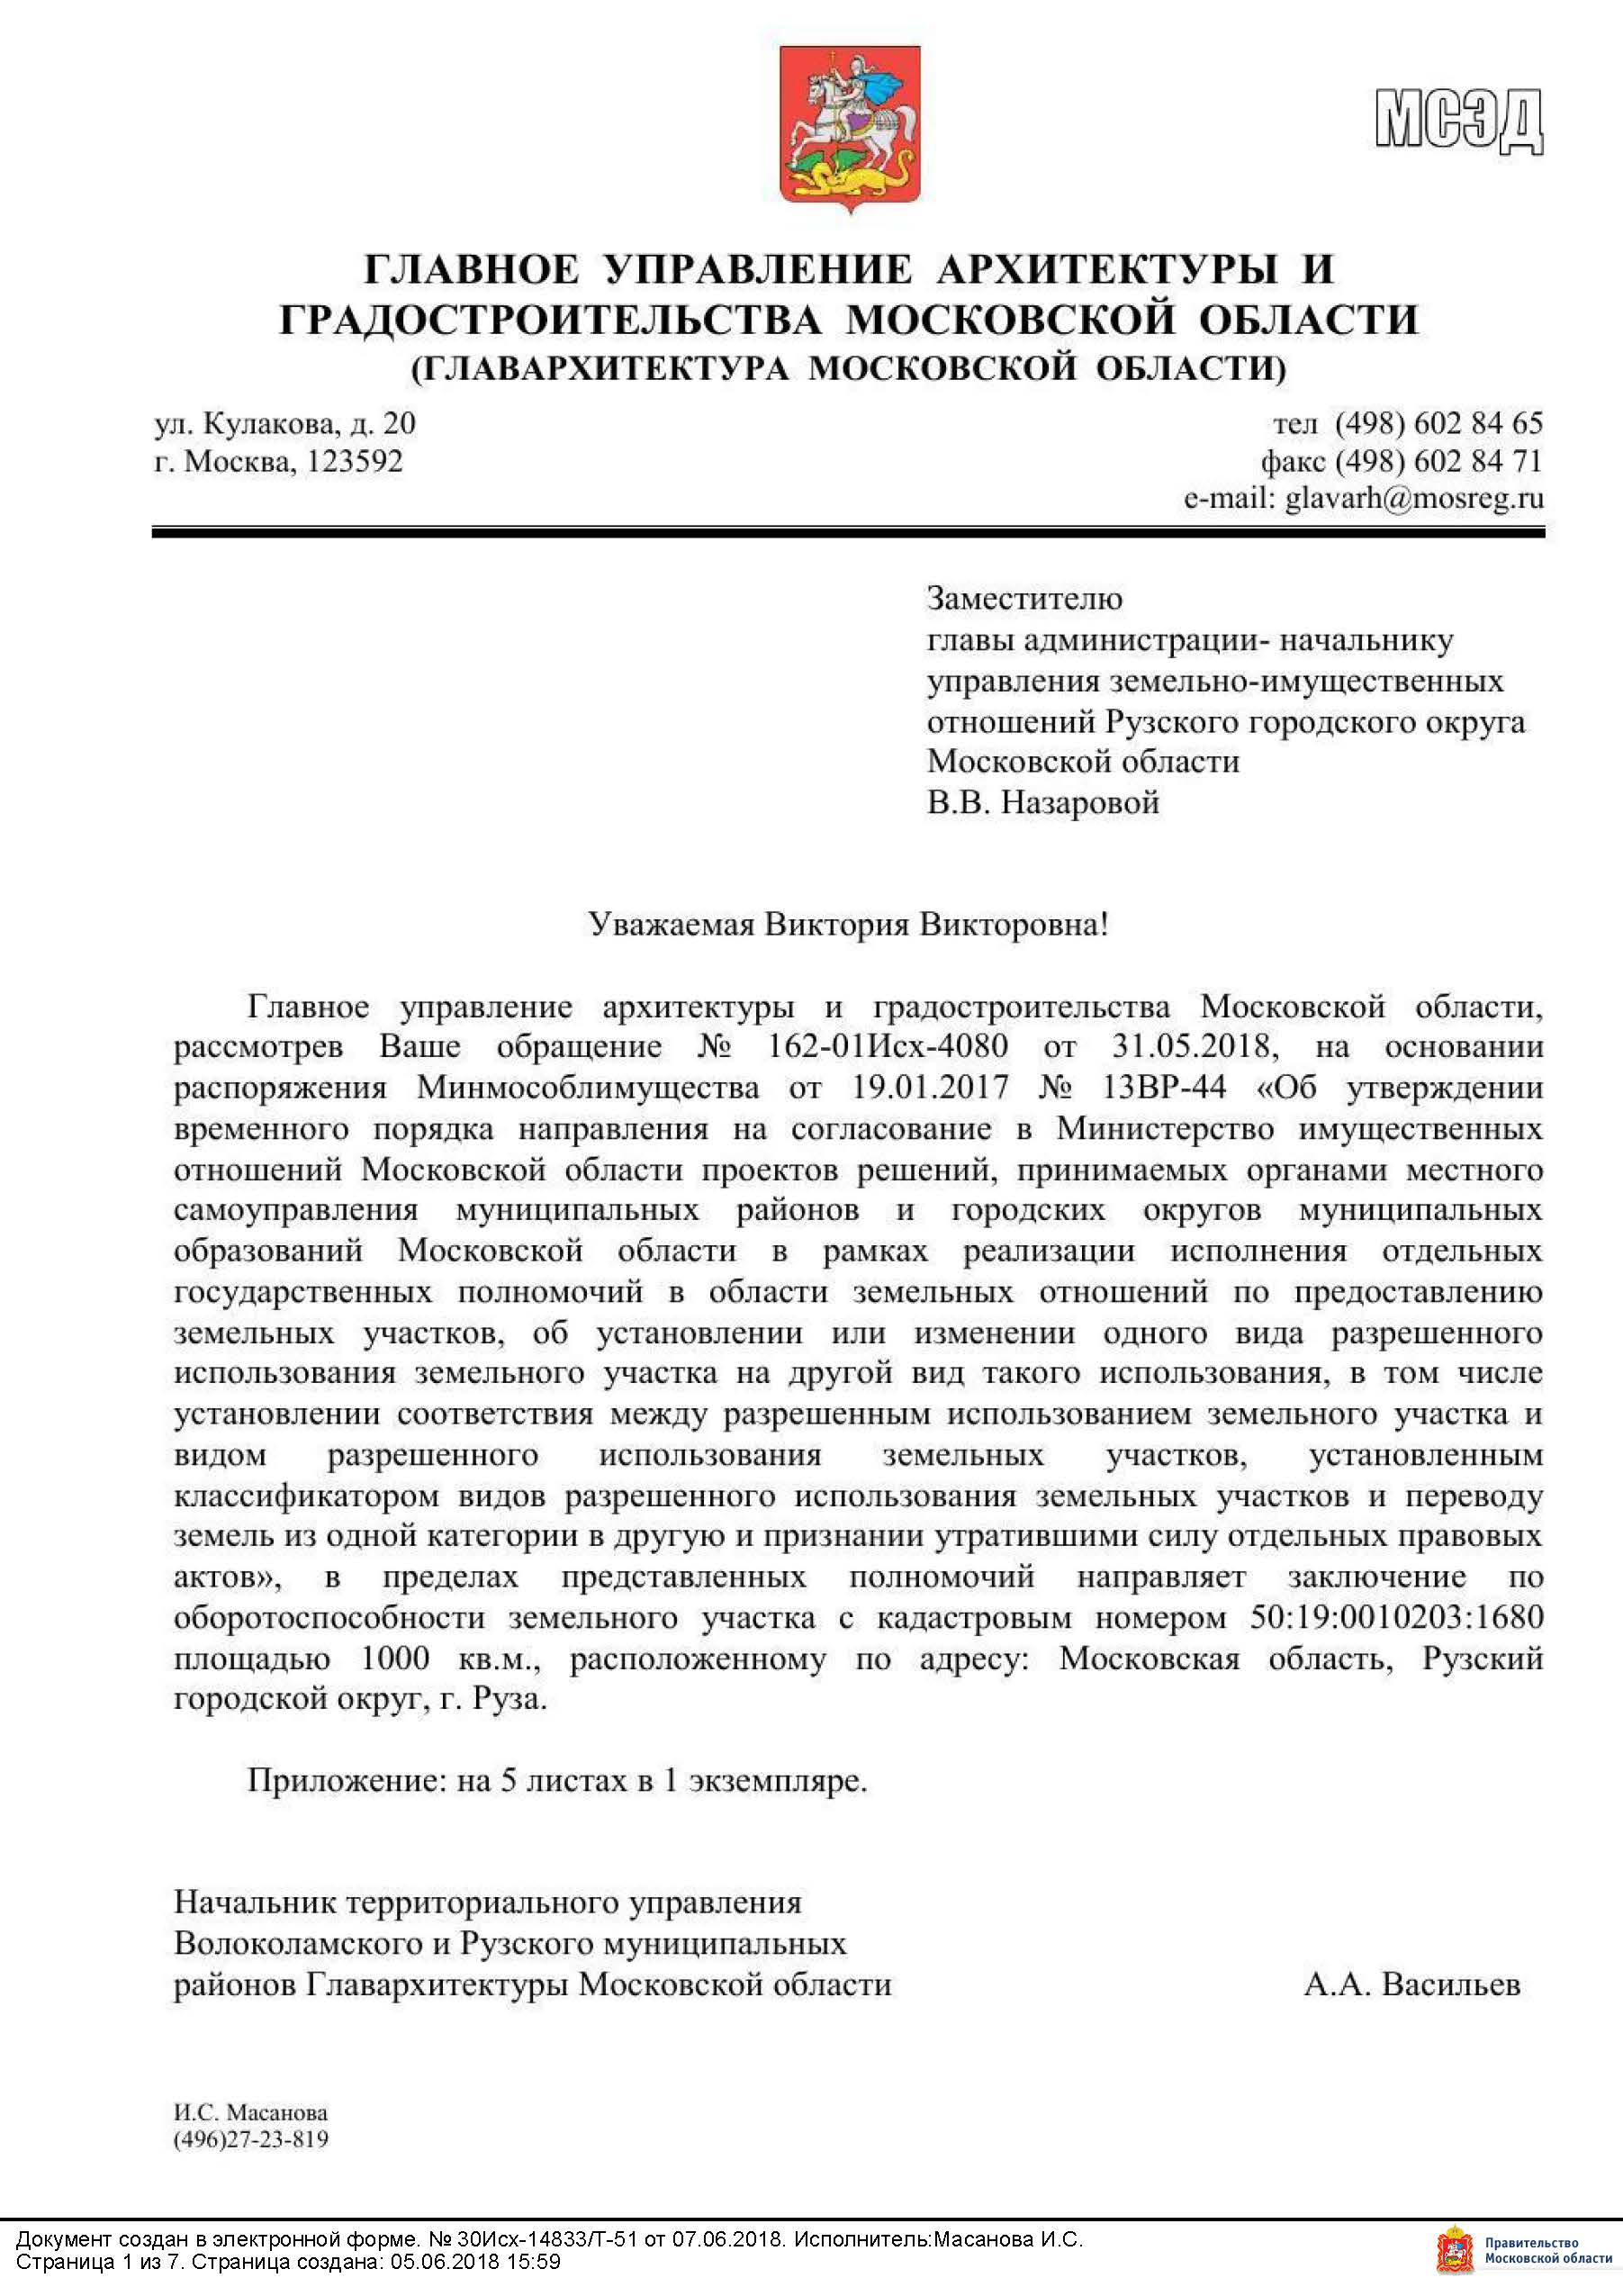 МСЭД
ГЛАВНОЕ УПРАВЛЕНИЕ АРХИТЕКТУРЫ И
ГРАДОСТРОИТЕЛЬСТВА МОСКОВСКОЙ ОБЛАСТИ
(ГЛАВАРХИТЕКТУРА МОСКОВСКОЙ ОБЛАСТИ)
ул. Кулакова, д. 20
г. Москва, 123592
тел (498) 602 84 65
факс (498) 602 84 71
e-mail: glavarh@mosreg.ru
Заместителю
главы администрации- начальнику
управления земельно-имущественных
отношений Рузского городского округа
Московской области
В.В. Назаровой
Уважаемая Виктория Викторовна!
Главное управление архитектуры и градостроительства Московской области,
рассмотрев Ваше обращение № 162-01Исх-4080 от 31.05.2018, на основании
распоряжения Минмособлимущества от 19.01.2017 № 13ВР-44 «Об утверждении
временного порядка направления на согласование в Министерство имущественных
отношений Московской области проектов решений, принимаемых органами местного
самоуправления муниципальных районов и городских округов муниципальных
образований Московской области в рамках реализации исполнения отдельных
государственных полномочий в области земельных отношений по предоставлению
земельных участков, об установлении или изменении одного вида разрешенного
использования земельного участка на другой вид такого использования, в том числе
установлении соответствия между разрешенным использованием земельного участка и
видом разрешенного использования земельных участков, установленным
классификатором видов разрешенного использования земельных участков и переводу
земель из одной категории в другую и признании утратившими силу отдельных правовых
актов», в пределах представленных полномочий направляет заключение по
оборотоспособности земельного участка с кадастровым номером 50:19:0010203:1680
площадью 1000 кв.м., расположенному по адресу: Московская область, Рузский
городской округ, г. Руза.
Приложение: на 5 листах в 1 экземпляре.
Начальник территориального управления
Волоколамского и Рузского муниципальных
районов Главархитектуры Московской области
А.А. Васильев
И.С. Масанова
(496)27-23-819
Документ создан в электронной форме. № 30Исх-14833/Т-51 от 07.06.2018. Исполнитель:Масанова И.С.
Страница 1 из 7. Страница создана: 05.06.2018 15:59
Правительство
Московской области